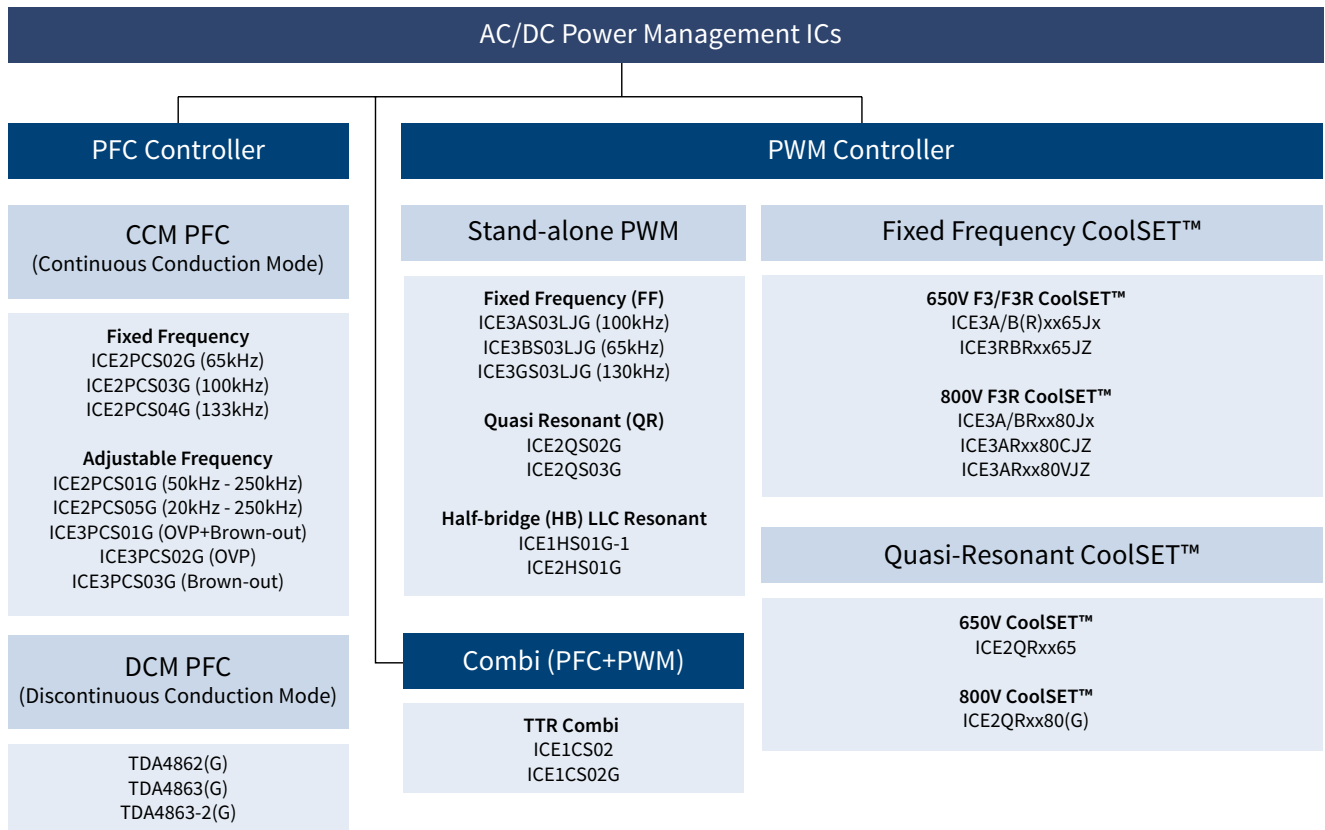 AC/DC Power Management ICs
PFC Controller
CCM PFC
(Continuous Conduction Mode)
Fixed Frequency
ICE2PCS02G (65kHz)
ICE2PCS03G (100kHz)
ICE2PCS04G (133kHz)
Adjustable Frequency
ICE2PCS01G (50kHz - 250kHz)
ICE2PCS05G (20kHz - 250kHz)
ICE3PCS01G (OVP+Brown-out)
ICE3PCS02G (OVP)
ICE3PCS03G (Brown-out)
DCM PFC
(Discontinuous Conduction Mode)
TDA4862(G)
TDA4863(G)
TDA4863-2(G)
PWM Controller
Stand-alone PWM
Fixed Frequency (FF)
ICE3AS03LJG (100kHz)
ICE3BS03LJG (65kHz)
ICE3GS03LJG (130kHz)
Quasi Resonant (QR)
ICE2QS02G
ICE2QS03G
Half-bridge (HB) LLC Resonant
ICE1HS01G-1
ICE2HS01G
Combi (PFC+PWM)
TTR Combi
ICE1CS02
ICE1CS02G
Fixed Frequency CoolSET™
650V F3/F3R CoolSET™
ICE3A/B(R)xx65Jx
ICE3RBRxx65JZ
800V F3R CoolSET™
ICE3A/BRxx80Jx
ICE3ARxx80CJZ
ICE3ARxx80VJZ
Quasi-Resonant CoolSET™
650V CoolSET™
ICE2QRxx65
800V CoolSET™
ICE2QRxx80(G)